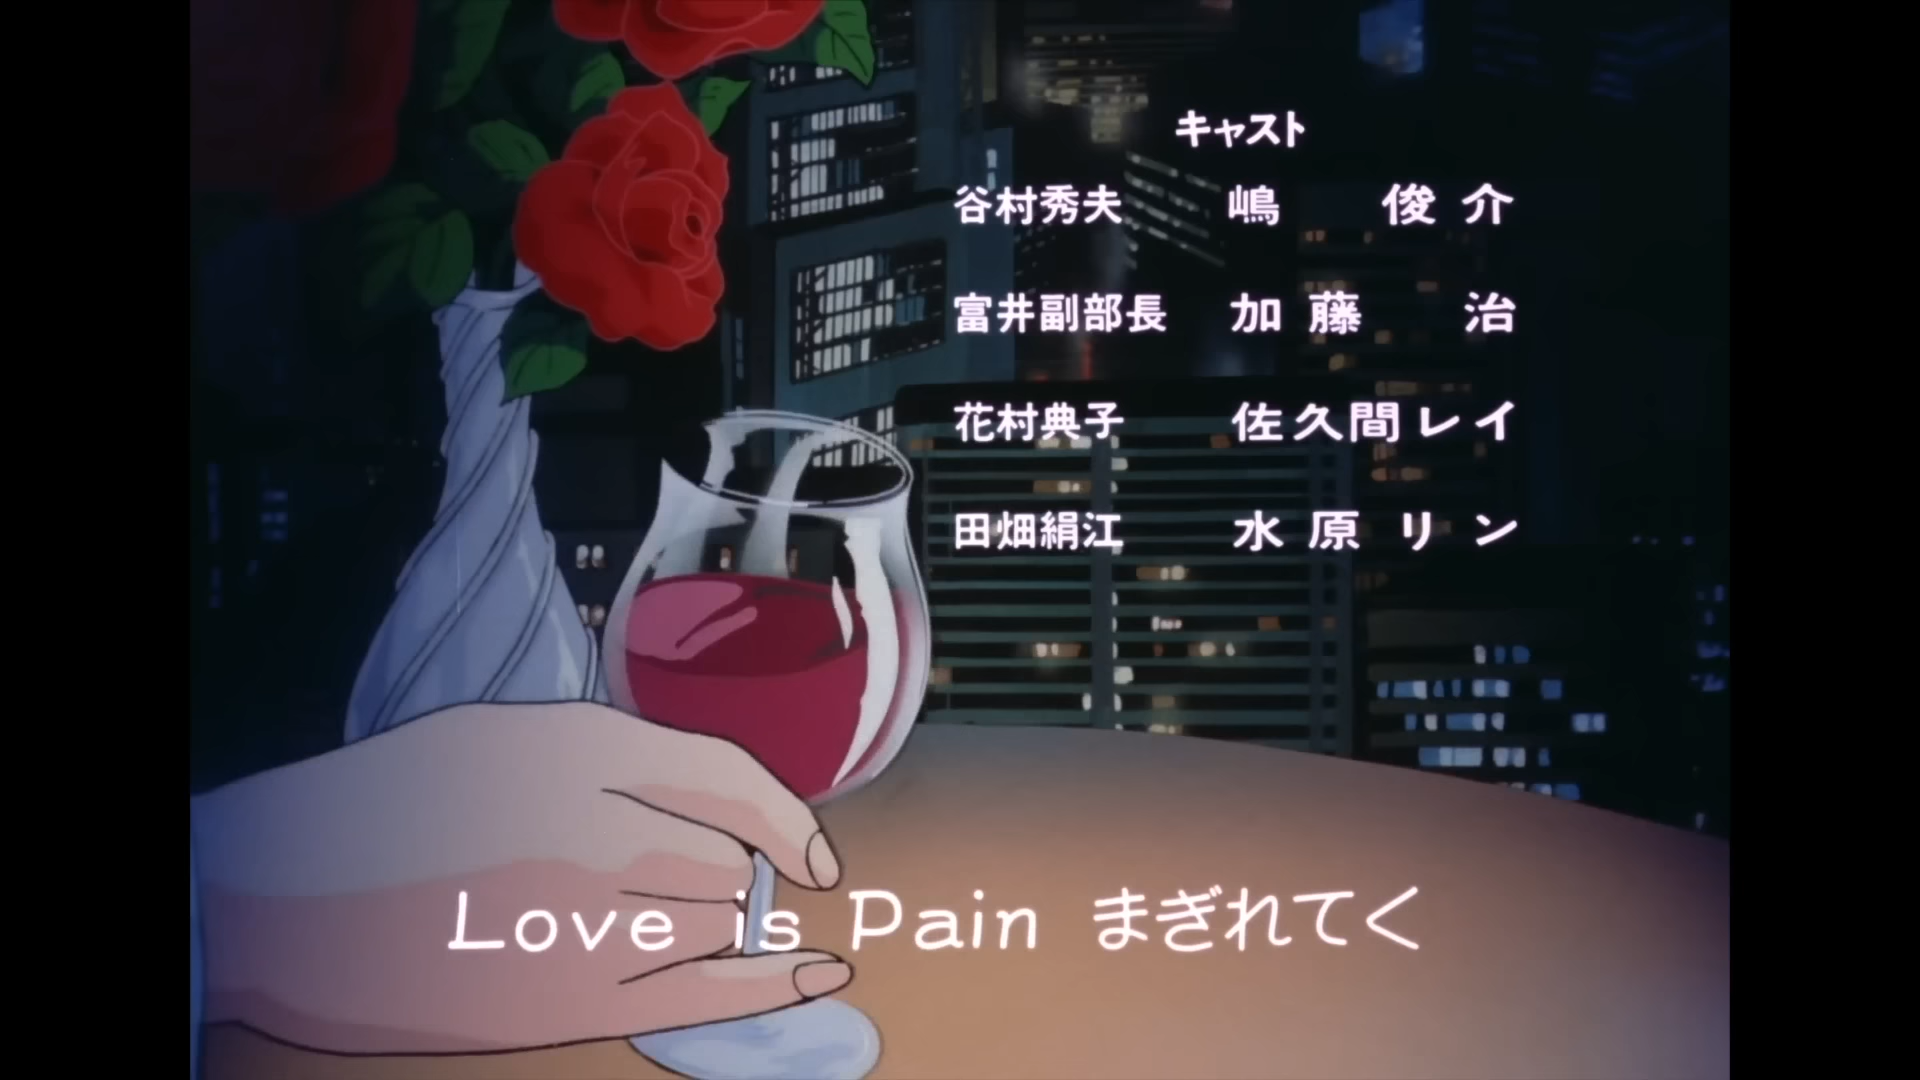 キャスト
谷村秀夫 嶋 俊介
富井副部長 加藤 治
花村典子 佐久間レイ
田畑絹江 水原リン
Love is Pain まぎれてく